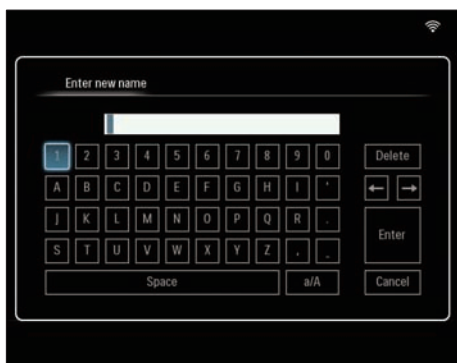 Enter new name
1 2 3 4 5 6 7 8 9 0 Delete
A B C D E F G H I ' ← →
J K L M N O P Q R .
Enter
S T U V W X Y Z , _
Space a/A Cancel